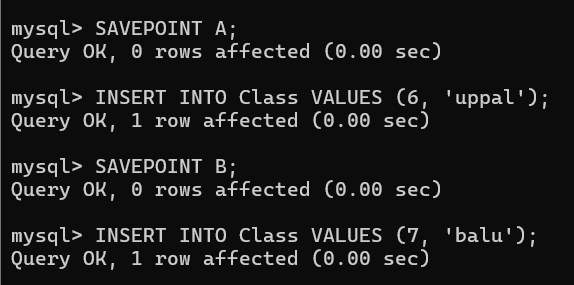 mysql> SAVEPOINT A;
Query OK, 0 rows affected (0.00 sec)
mysql> INSERT INTO Class VALUES (6, 'uppal');
Query OK, 1 row affected (0.00 sec)
mysql> SAVEPOINT B;
Query OK, 0 rows affected (0.00 sec)
mysql> INSERT INTO Class VALUES (7, 'balu');
Query OK, 1 row affected (0.00 sec)